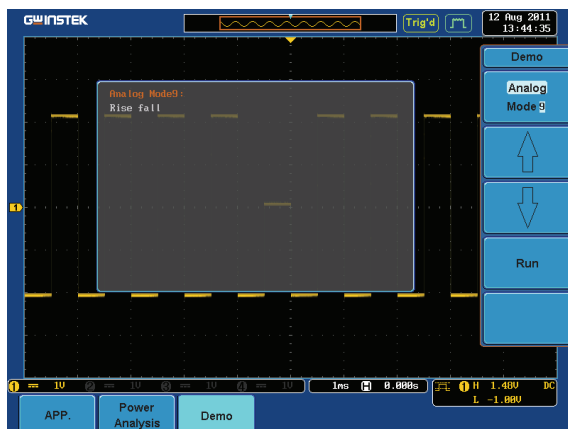 GWINSTEK
Trig'd
12 Aug 2011
13:44:35
Demo
Analog
Mode 9
Analog Mode9:
Rise fall
1
Run
1 1V 2 1V 3 1V 4 1V
1ms H 0.000s
1 H 1.48V DC
L -1.00V
APP.
Power
Analysis
Demo